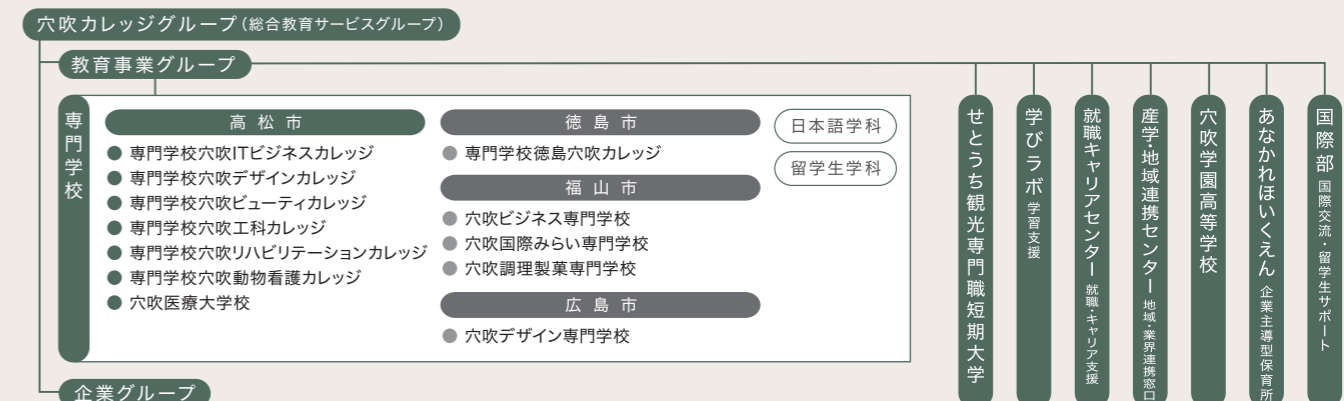 穴吹カレッジグループ（総合教育サービスグループ）
教育事業グループ
専門学校
高松市
専門学校穴吹ITビジネスカレッジ
専門学校穴吹デザインカレッジ
専門学校穴吹ビューティカレッジ
専門学校穴吹工科カレッジ
専門学校穴吹リハビリテーションカレッジ
専門学校穴吹動物看護カレッジ
穴吹医療大学校
徳島市
専門学校徳島穴吹カレッジ
福山市
穴吹ビジネス専門学校
穴吹国際みらい専門学校
穴吹調理製菓専門学校
広島市
穴吹デザイン専門学校
日本語学科
留学生学科
せとうち観光専門職短期大学
学びラボ 学習支援
就職キャリアセンター 就職・キャリア支援
産学・地域連携センター 地域・業界連携窓口
穴吹学園高等学校
あなかれほいくえん 企業主導型保育所
国際部 国際交流・留学生サポート
企業グループ